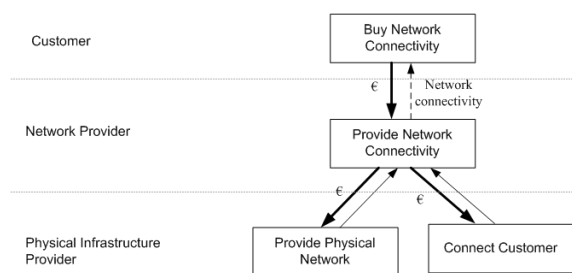 Customer
Buy Network
Connectivity
€
Network
connectivity
Network Provider
Provide Network
Connectivity
€
€
Physical Infrastructure
Provider
Provide Physical
Network
Connect Customer